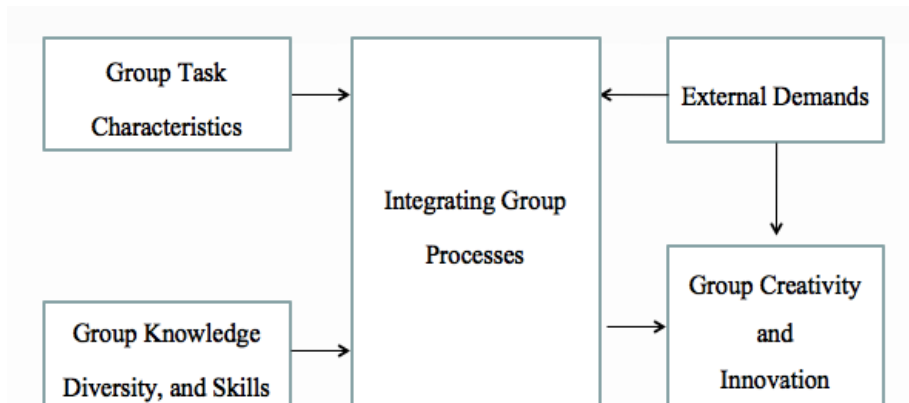 Group Task
Characteristics
External Demands
Integrating Group
Processes
Group Knowledge
Diversity, and Skills
Group Creativity
and
Innovation